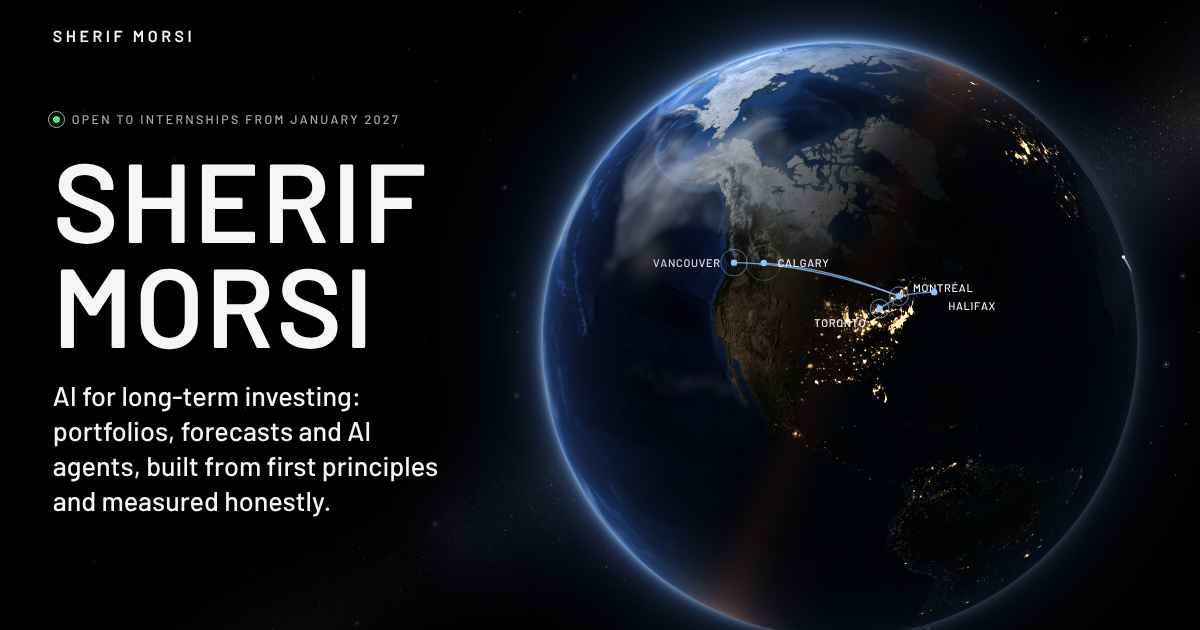 SHERIF MORSI
OPEN TO INTERNSHIPS FROM JANUARY 2027
SHERIF
MORSI
AI for long-term investing:
portfolios, forecasts and AI
agents, built from first principles
and measured honestly.
VANCOUVER
CALGARY
MONTRÉAL
HALIFAX
TORONTO